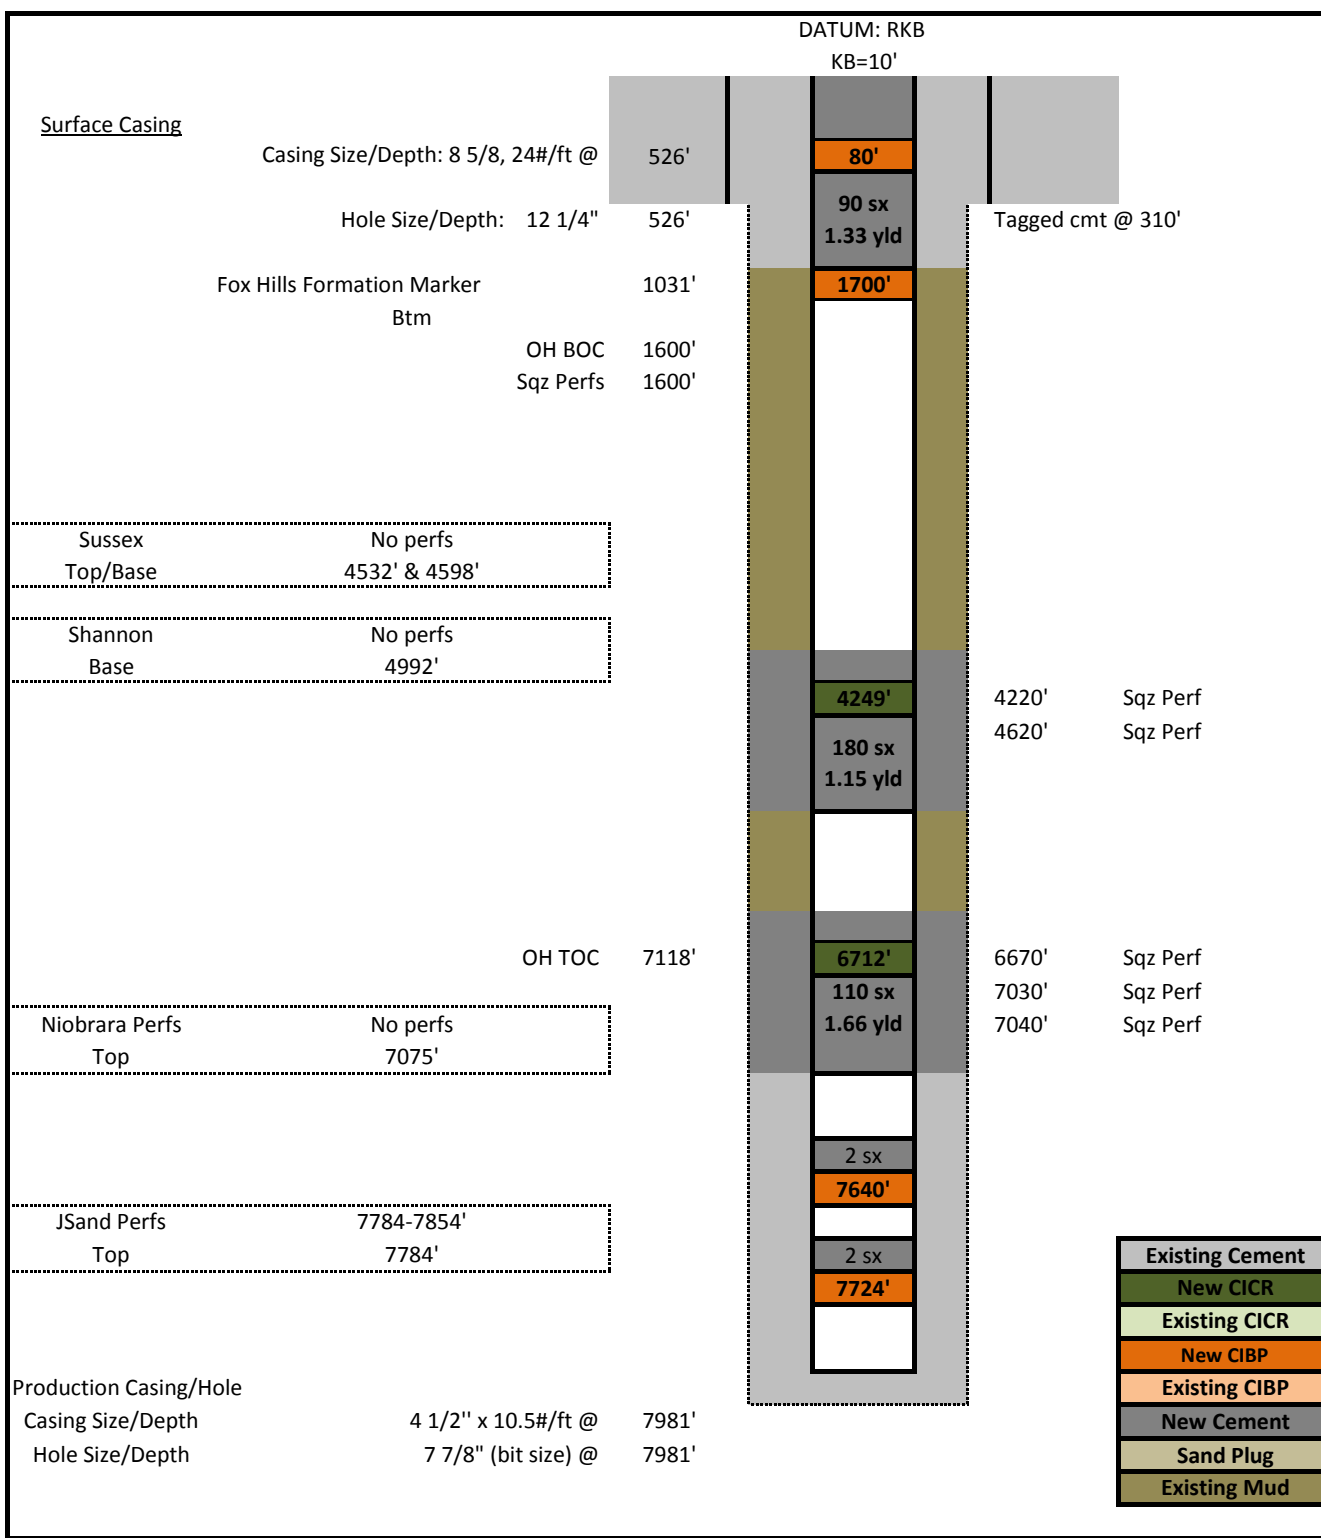 DATUM: RKB
KB=10'
Surface Casing
Casing Size/Depth: 8 5/8, 24#/ft @ 526' 80'
90 sx
Hole Size/Depth: 12 1/4" 526' 1.33 yld Tagged cmt @ 310'
Fox Hills Formation Marker 1031' 1700'
Btm
OH BOC 1600'
Sqz Perfs 1600'
Sussex No perfs
Top/Base 4532' & 4598'
Shannon No perfs
Base 4992'
4249' 4220' Sqz Perf
4620' Sqz Perf
180 sx
1.15 yld
OH TOC 7118' 6712' 6670' Sqz Perf
110 sx 7030' Sqz Perf
Niobrara Perfs No perfs 1.66 yld 7040' Sqz Perf
Top 7075'
2 sx
7640'
JSand Perfs 7784-7854'
Top 7784' 2 sx
7724'
Existing Cement
New CICR
Existing CICR
New CIBP
Existing CIBP
New Cement
Sand Plug
Existing Mud
Production Casing/Hole
Casing Size/Depth 4 1/2'' x 10.5#/ft @ 7981'
Hole Size/Depth 7 7/8" (bit size) @ 7981'